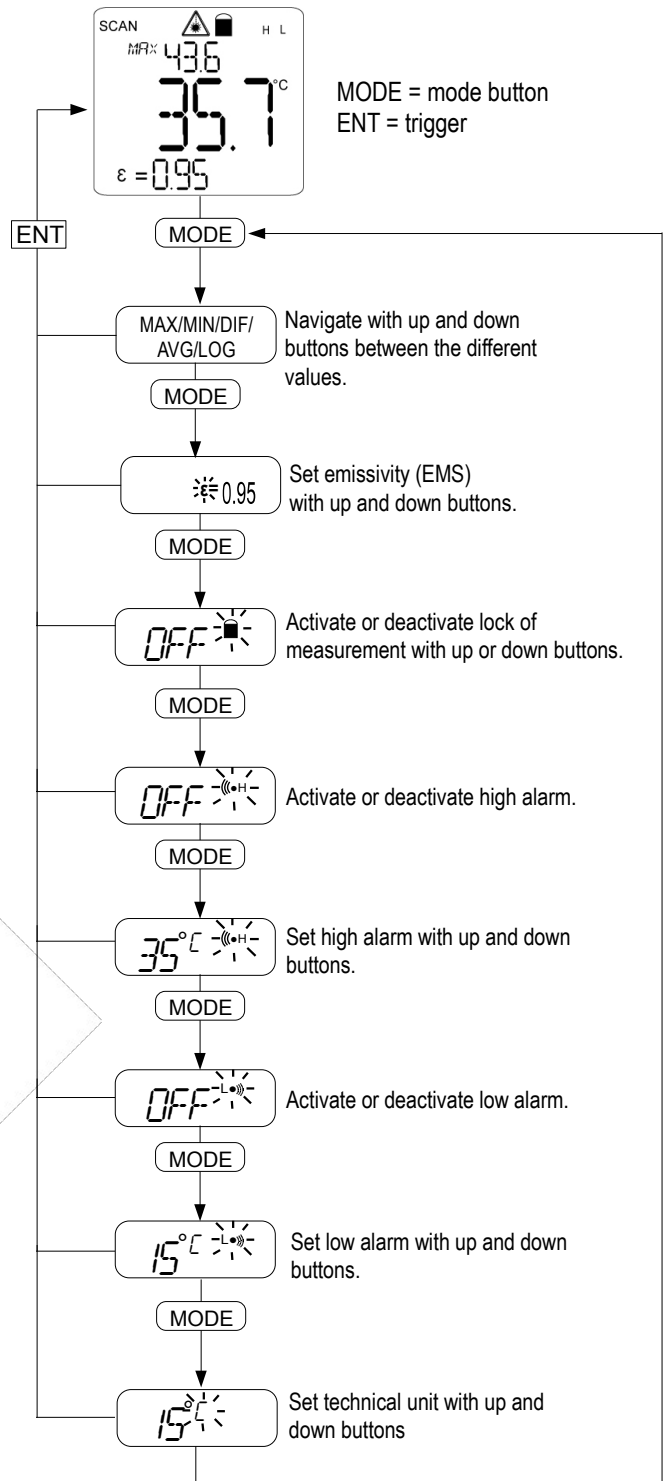 SCAN H L
MAX 43.6
35.7 °C
ε =0.95
MODE = mode button
ENT = trigger
ENT
MODE
MAX/MIN/DIF/
AVG/LOG
Navigate with up and down
buttons between the different
values.
MODE
ε= 0.95
Set emissivity (EMS)
with up and down buttons.
MODE
OFF
Activate or deactivate lock of
measurement with up or down buttons.
MODE
OFF H
Activate or deactivate high alarm.
MODE
35°C H
Set high alarm with up and down
buttons.
MODE
OFF L
Activate or deactivate low alarm.
MODE
15°C L
Set low alarm with up and down
buttons.
MODE
15°C
Set technical unit with up and
down buttons